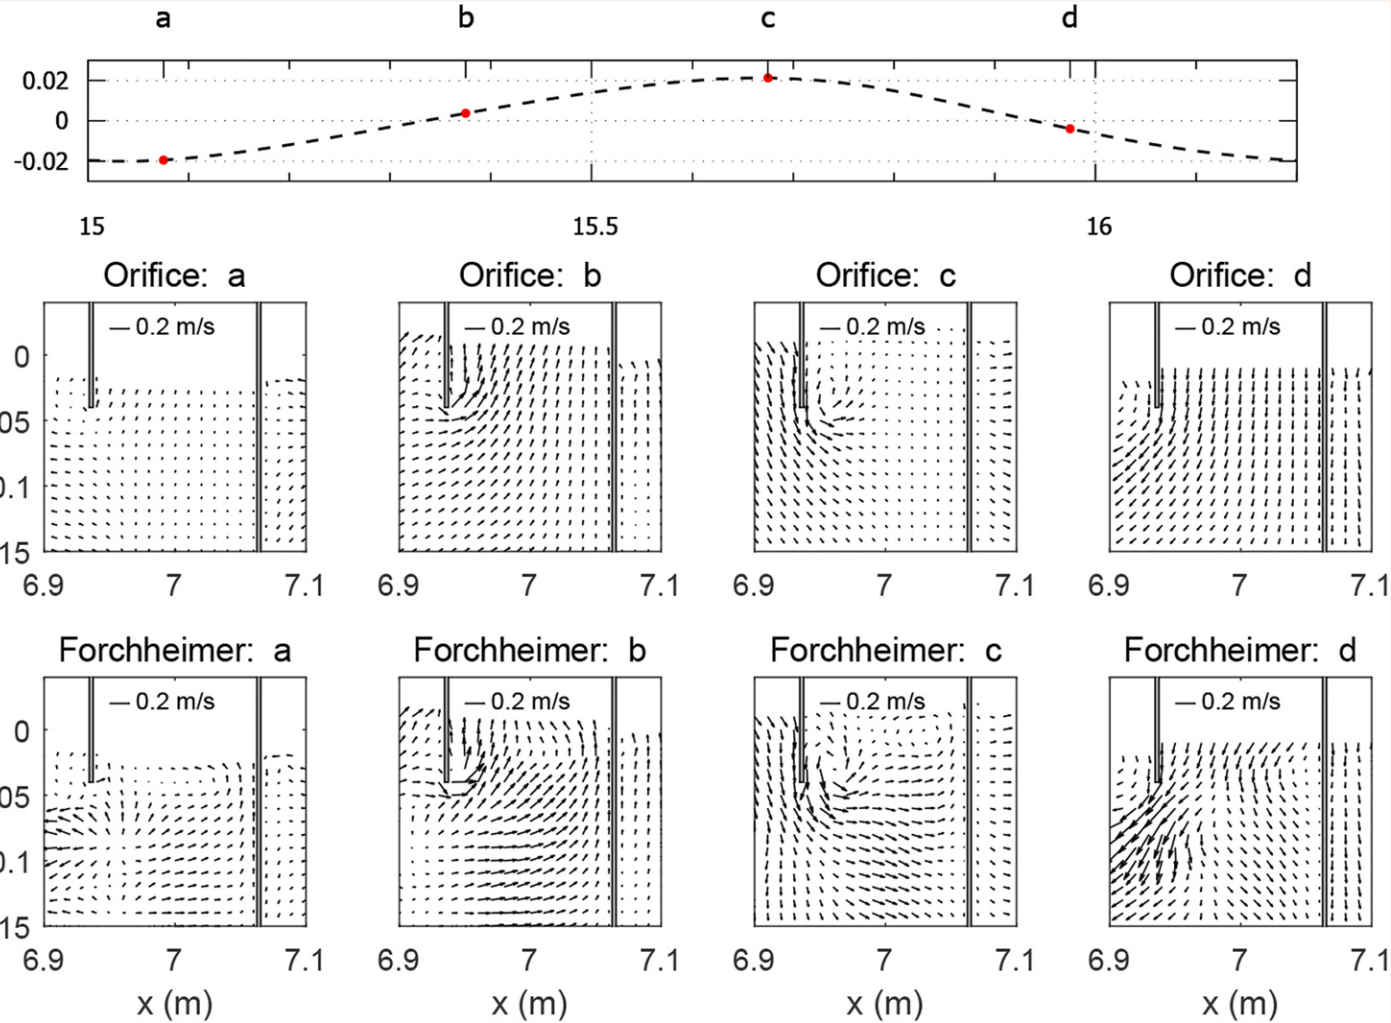 a b c d
0.02
0
-0.02
15 15.5 16
Orifice: a Orifice: b Orifice: c Orifice: d
0.2 m/s 0.2 m/s 0.2 m/s 0.2 m/s
0
05
0.1
15
6.9 7 7.1 6.9 7 7.1 6.9 7 7.1 6.9 7 7.1
Forchheimer: a Forchheimer: b Forchheimer: c Forchheimer: d
0.2 m/s 0.2 m/s 0.2 m/s 0.2 m/s
0
05
0.1
15
6.9 7 7.1 6.9 7 7.1 6.9 7 7.1 6.9 7 7.1
x (m) x (m) x (m) x (m)